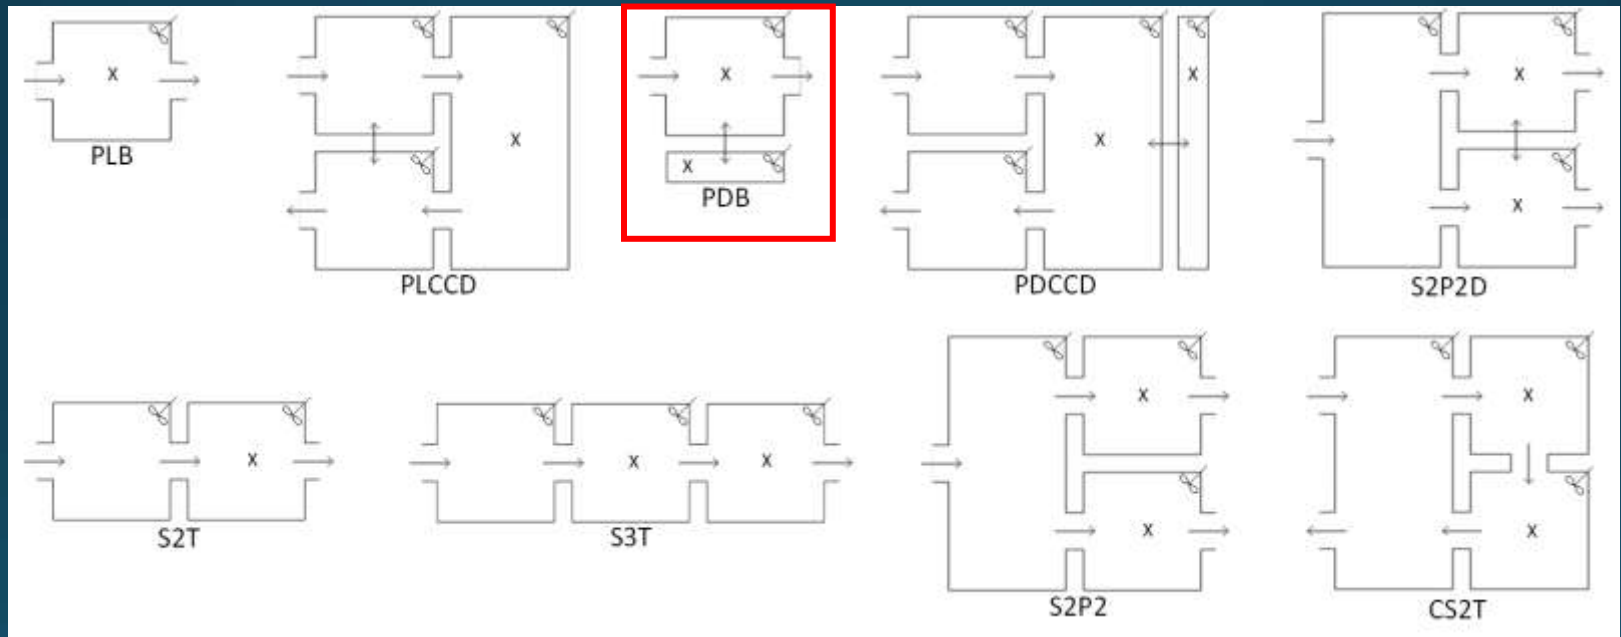 X
PLB
X
PLCCD
X
X
PDB
X
X
PDCCD
X
X
S2P2D
X
S2T
X
X
S3T
X
X
S2P2
X
X
CS2T